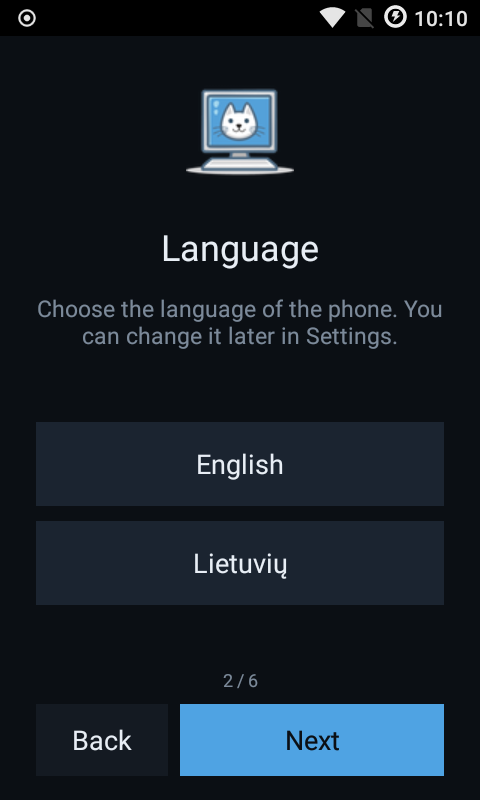 10:10
Language
Choose the language of the phone. You
can change it later in Settings.
English
Lietuvių
2 / 6
Back
Next